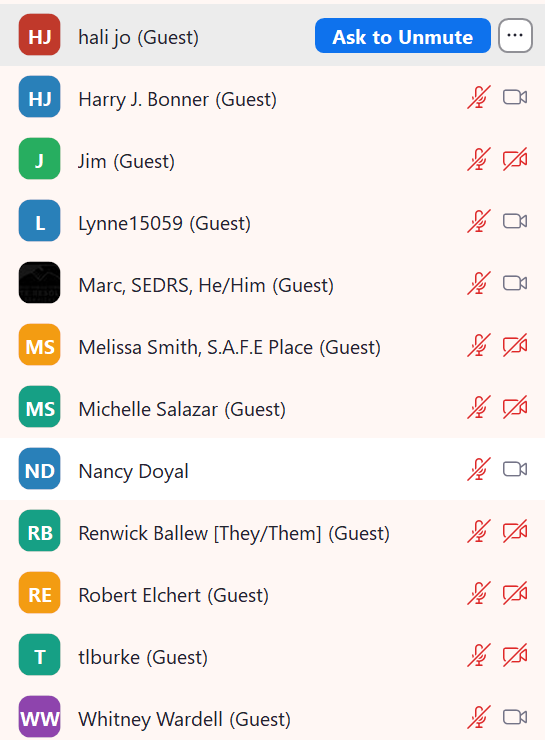 HJ hali jo (Guest) Ask to Unmute ...
HJ Harry J. Bonner (Guest)
J Jim (Guest)
L Lynne15059 (Guest)
Marc, SEDRS, He/Him (Guest)
MS Melissa Smith, S.A.F.E Place (Guest)
MS Michelle Salazar (Guest)
ND Nancy Doyal
RB Renwick Ballew [They/Them] (Guest)
RE Robert Elchert (Guest)
T tlburke (Guest)
WW Whitney Wardell (Guest)